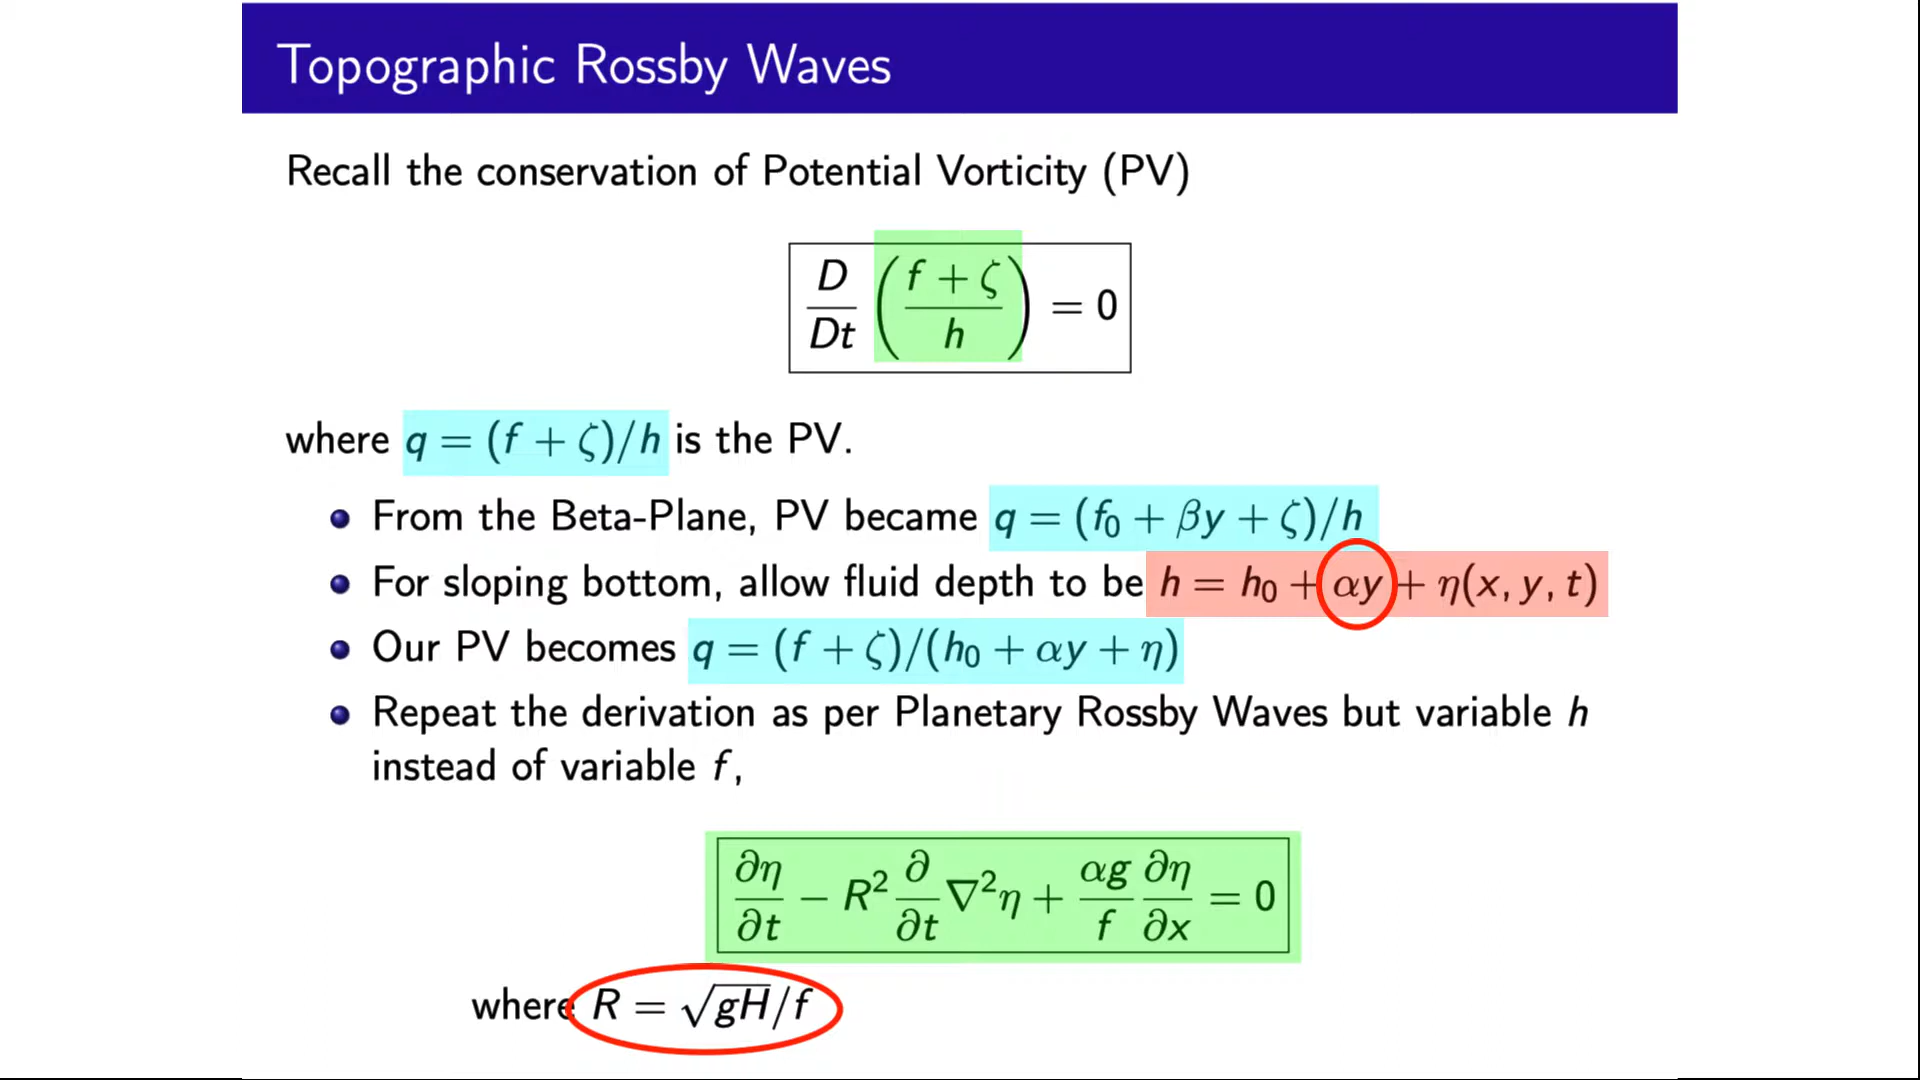 Topographic Rossby Waves
Recall the conservation of Potential Vorticity (PV)
D/Dt ( (f + ζ)/h ) = 0
where q = (f + ζ)/h is the PV.
From the Beta-Plane, PV became q = (f₀ + βy + ζ)/h
For sloping bottom, allow fluid depth to be h = h₀ + αy + η(x, y, t)
Our PV becomes q = (f + ζ)/(h₀ + αy + η)
Repeat the derivation as per Planetary Rossby Waves but variable h
instead of variable f,
∂η/∂t − R² ∂/∂t ∇²η + αg/f ∂η/∂x = 0
where R = √gH/f